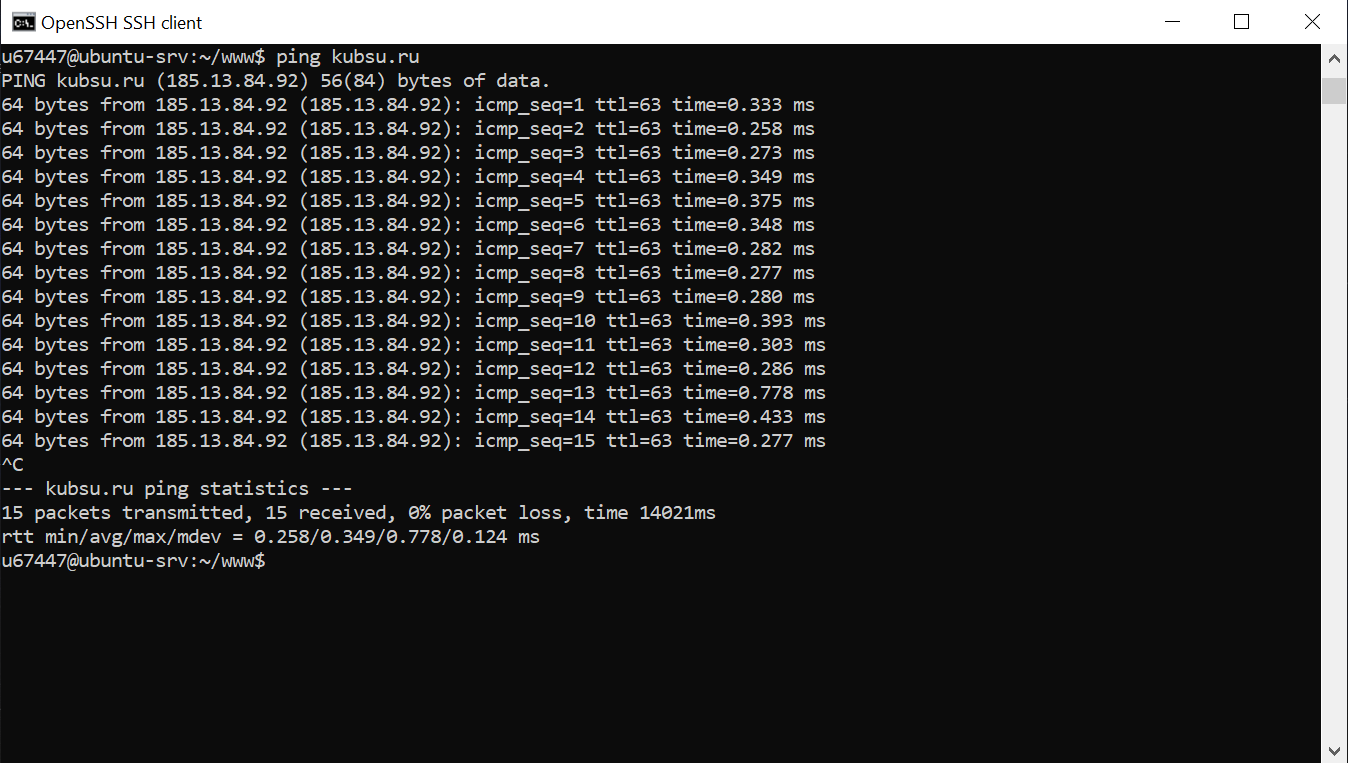 OpenSSH SSH client
u67447@ubuntu-srv:~/www$ ping kubsu.ru
PING kubsu.ru (185.13.84.92) 56(84) bytes of data.
64 bytes from 185.13.84.92 (185.13.84.92): icmp_seq=1 ttl=63 time=0.333 ms
64 bytes from 185.13.84.92 (185.13.84.92): icmp_seq=2 ttl=63 time=0.258 ms
64 bytes from 185.13.84.92 (185.13.84.92): icmp_seq=3 ttl=63 time=0.273 ms
64 bytes from 185.13.84.92 (185.13.84.92): icmp_seq=4 ttl=63 time=0.349 ms
64 bytes from 185.13.84.92 (185.13.84.92): icmp_seq=5 ttl=63 time=0.375 ms
64 bytes from 185.13.84.92 (185.13.84.92): icmp_seq=6 ttl=63 time=0.348 ms
64 bytes from 185.13.84.92 (185.13.84.92): icmp_seq=7 ttl=63 time=0.282 ms
64 bytes from 185.13.84.92 (185.13.84.92): icmp_seq=8 ttl=63 time=0.277 ms
64 bytes from 185.13.84.92 (185.13.84.92): icmp_seq=9 ttl=63 time=0.280 ms
64 bytes from 185.13.84.92 (185.13.84.92): icmp_seq=10 ttl=63 time=0.393 ms
64 bytes from 185.13.84.92 (185.13.84.92): icmp_seq=11 ttl=63 time=0.303 ms
64 bytes from 185.13.84.92 (185.13.84.92): icmp_seq=12 ttl=63 time=0.286 ms
64 bytes from 185.13.84.92 (185.13.84.92): icmp_seq=13 ttl=63 time=0.778 ms
64 bytes from 185.13.84.92 (185.13.84.92): icmp_seq=14 ttl=63 time=0.433 ms
64 bytes from 185.13.84.92 (185.13.84.92): icmp_seq=15 ttl=63 time=0.277 ms
^C
--- kubsu.ru ping statistics ---
15 packets transmitted, 15 received, 0% packet loss, time 14021ms
rtt min/avg/max/mdev = 0.258/0.349/0.778/0.124 ms
u67447@ubuntu-srv:~/www$